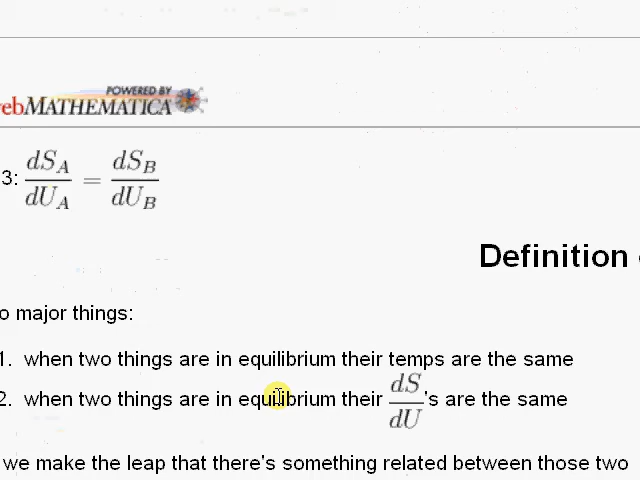 POWERED BY
ebMATHEMATICA
3: dS_A/dU_A = dS_B/dU_B
Definition
o major things:
1. when two things are in equilibrium their temps are the same
2. when two things are in equilibrium their dS/dU's are the same
we make the leap that there's something related between those two